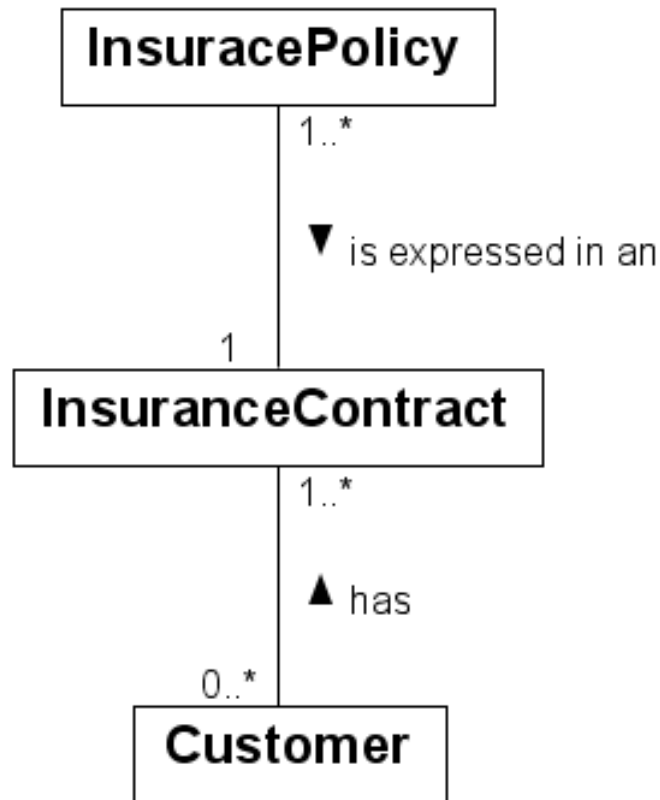 InsuracePolicy
1..*
is expressed in an
1
InsuranceContract
1..*
has
0..*
Customer